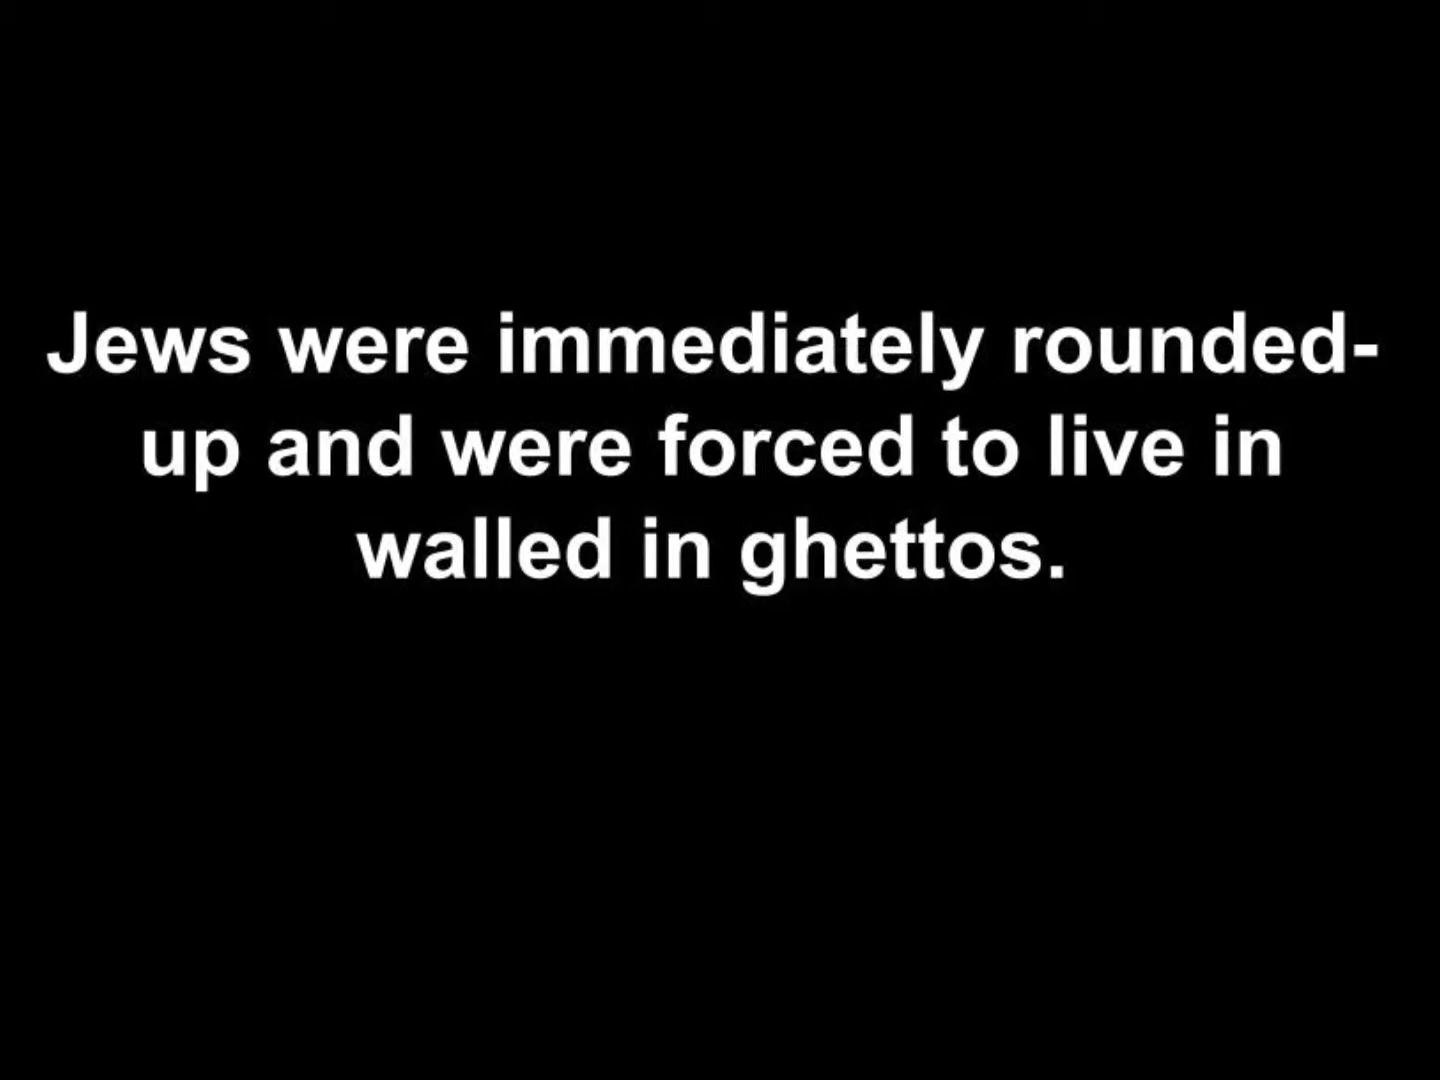 Jews were immediately rounded-
up and were forced to live in
walled in ghettos.